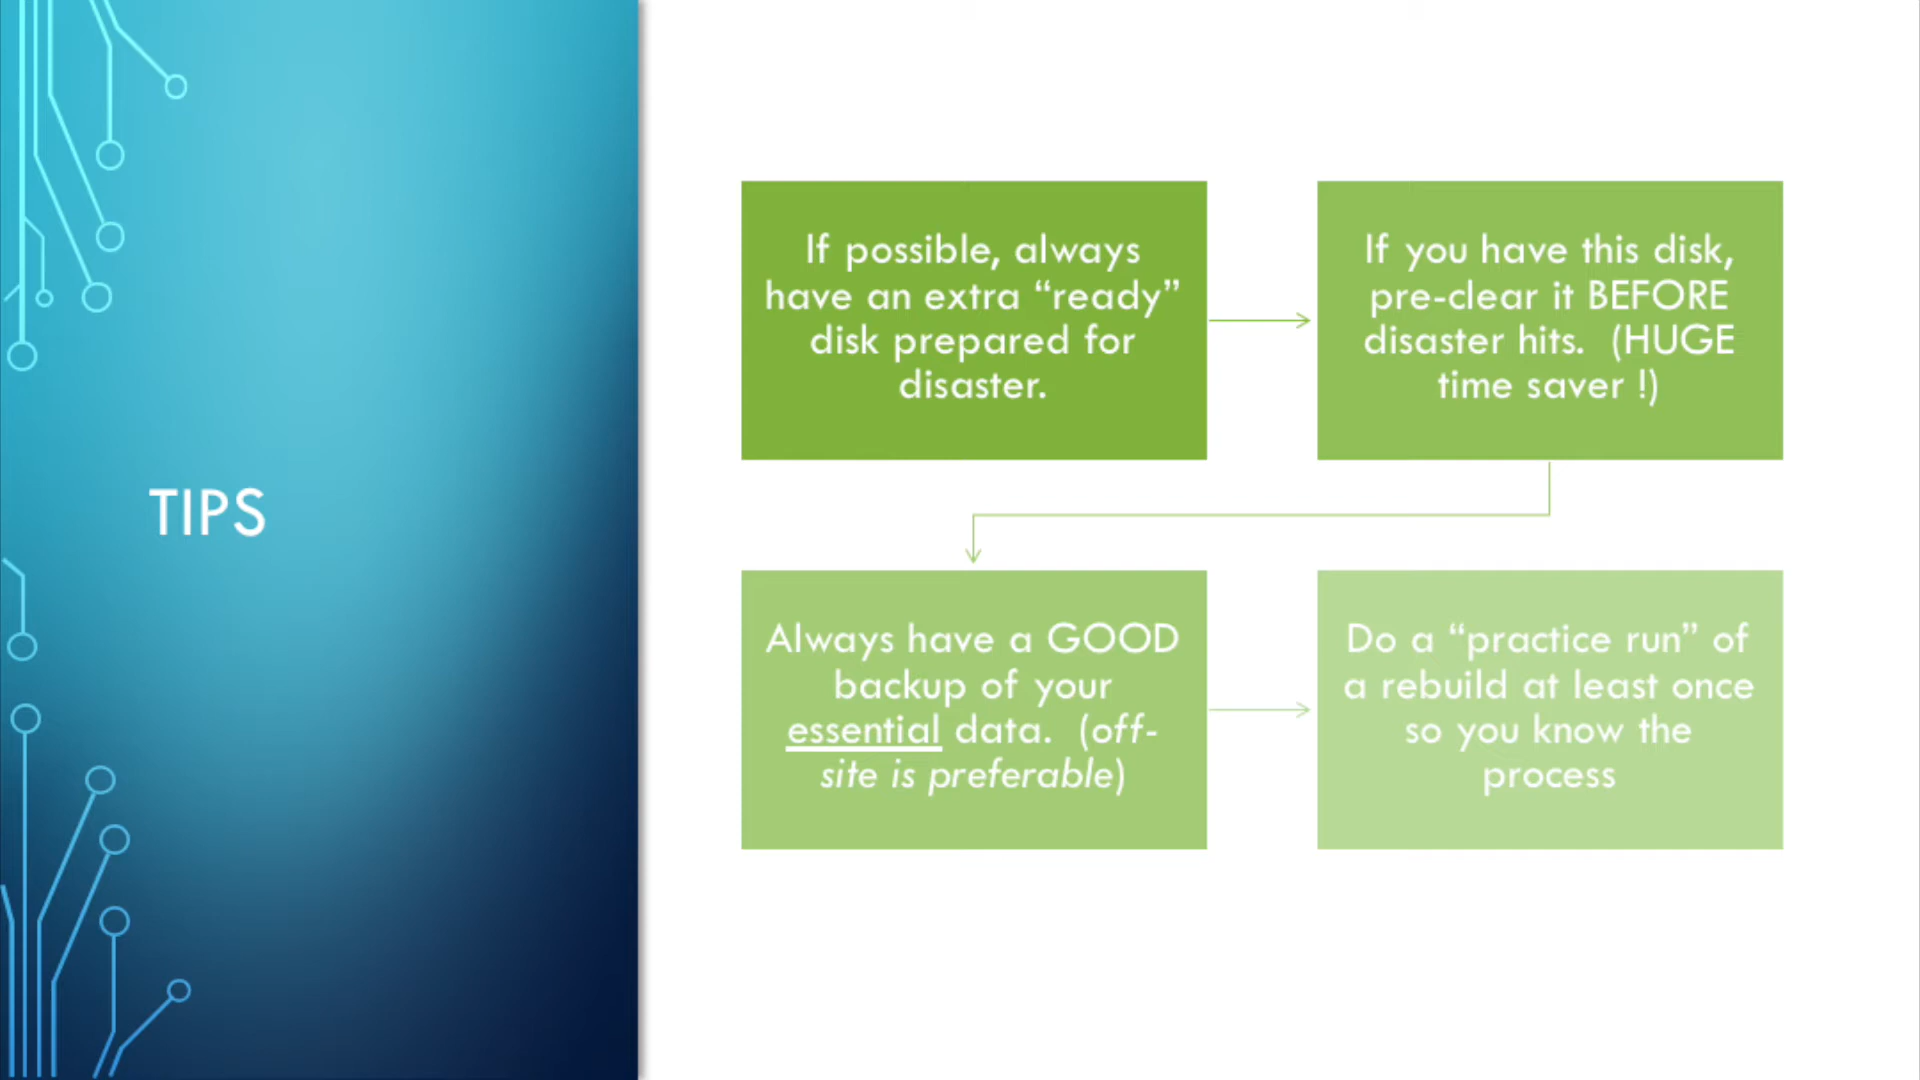 TIPS
If possible, always
have an extra “ready”
disk prepared for
disaster.
If you have this disk,
pre-clear it BEFORE
disaster hits.  (HUGE
time saver !)
Always have a GOOD
backup of your
essential data.  (off-
site is preferable)
Do a “practice run” of
a rebuild at least once
so you know the
process